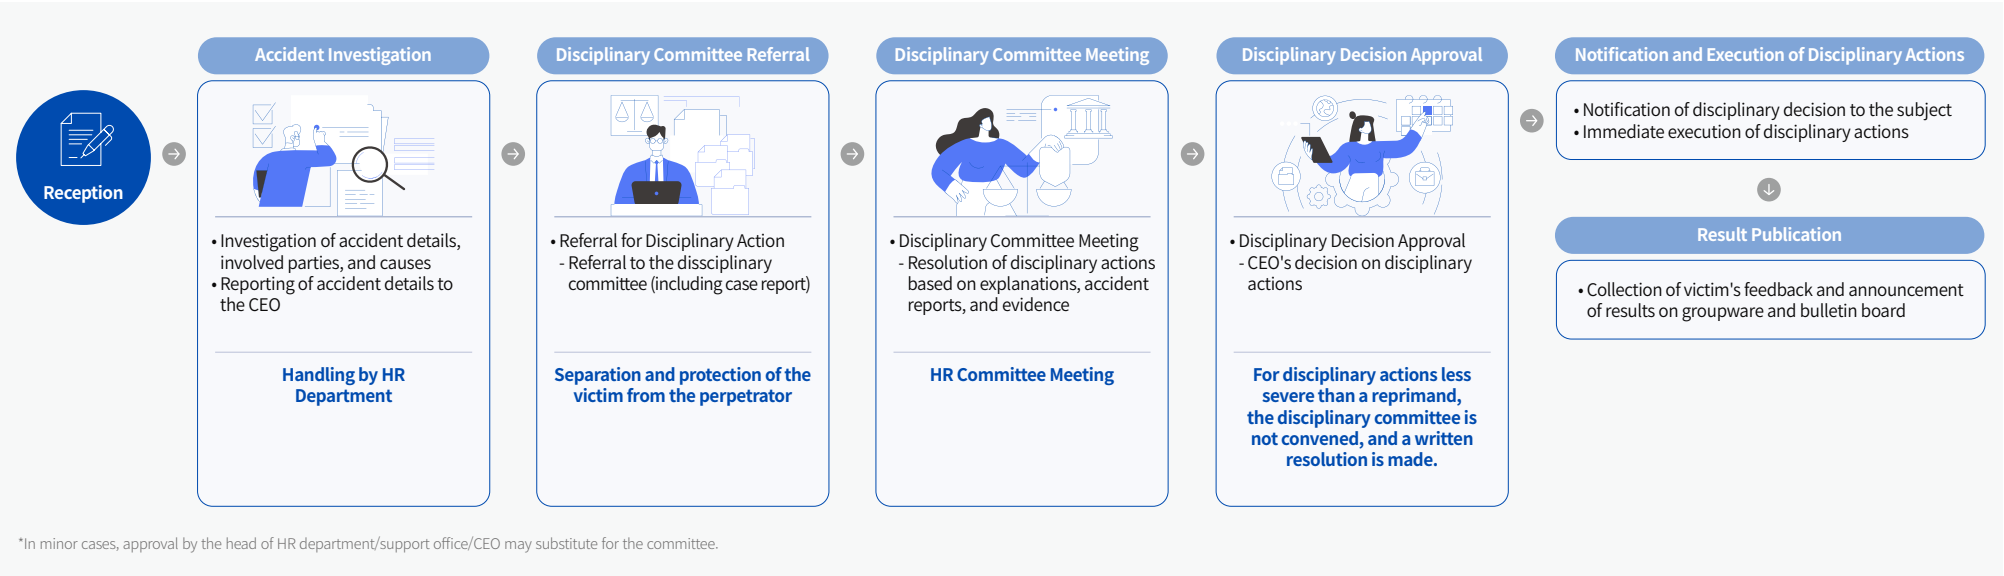 Reception
Accident Investigation
• Investigation of accident details,
involved parties, and causes
• Reporting of accident details to
the CEO
Handling by HR
Department
Disciplinary Committee Referral
• Referral for Disciplinary Action
- Referral to the dissciplinary
committee (including case report)
Separation and protection of the
victim from the perpetrator
Disciplinary Committee Meeting
• Disciplinary Committee Meeting
- Resolution of disciplinary actions
based on explanations, accident
reports, and evidence
HR Committee Meeting
Disciplinary Decision Approval
• Disciplinary Decision Approval
- CEO's decision on disciplinary
actions
For disciplinary actions less
severe than a reprimand,
the disciplinary committee is
not convened, and a written
resolution is made.
Notification and Execution of Disciplinary Actions
• Notification of disciplinary decision to the subject
• Immediate execution of disciplinary actions
Result Publication
• Collection of victim's feedback and announcement
of results on groupware and bulletin board
*In minor cases, approval by the head of HR department/support office/CEO may substitute for the committee.